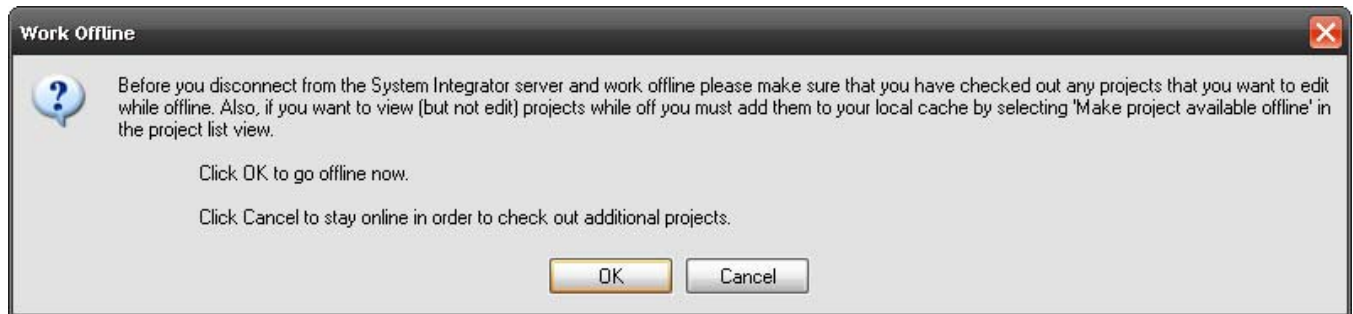 Work Offline
Before you disconnect from the System Integrator server and work offline please make sure that you have checked out any projects that you want to edit
while offline. Also, if you want to view (but not edit) projects while off you must add them to your local cache by selecting 'Make project available offline' in
the project list view.
Click OK to go offline now.
Click Cancel to stay online in order to check out additional projects.
OK Cancel